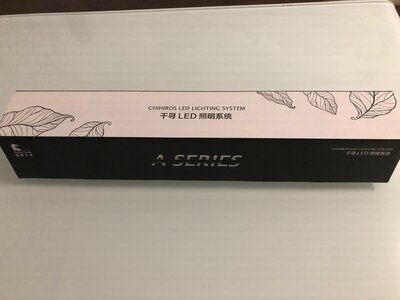 CHIHIROS LED LIGHTING SYSTEM
千寻 LED 照明系统
A SERIES
CHIHIROS LED LIGHTING SYSTEM
千寻 LED 照明系统